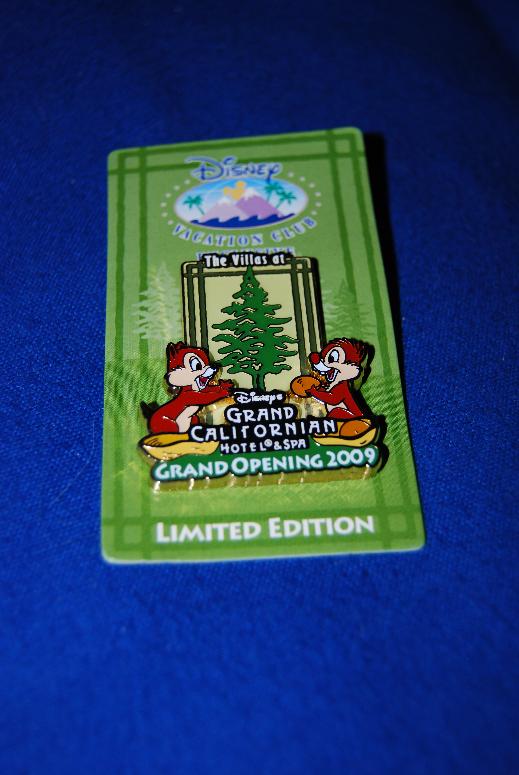 Disney
VACATION CLUB
The Villas at
Disney's
GRAND
CALIFORNIAN
HOTEL® & SPA
GRAND OPENING 2009
LIMITED EDITION